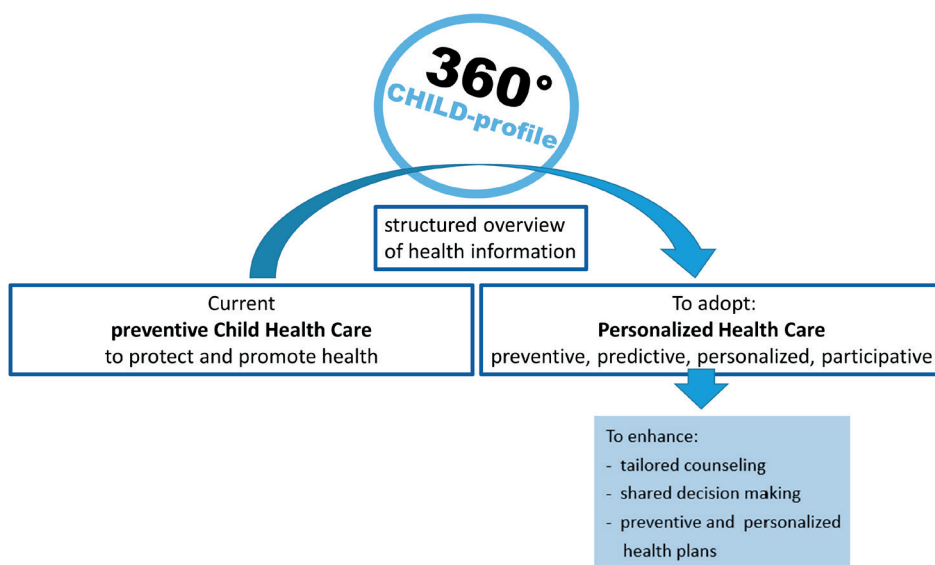 360°
CHILD-profile
structured overview
of health information
Current
preventive Child Health Care
to protect and promote health
To adopt:
Personalized Health Care
preventive, predictive, personalized, participative
To enhance:
- tailored counseling
- shared decision making
- preventive and personalized
health plans